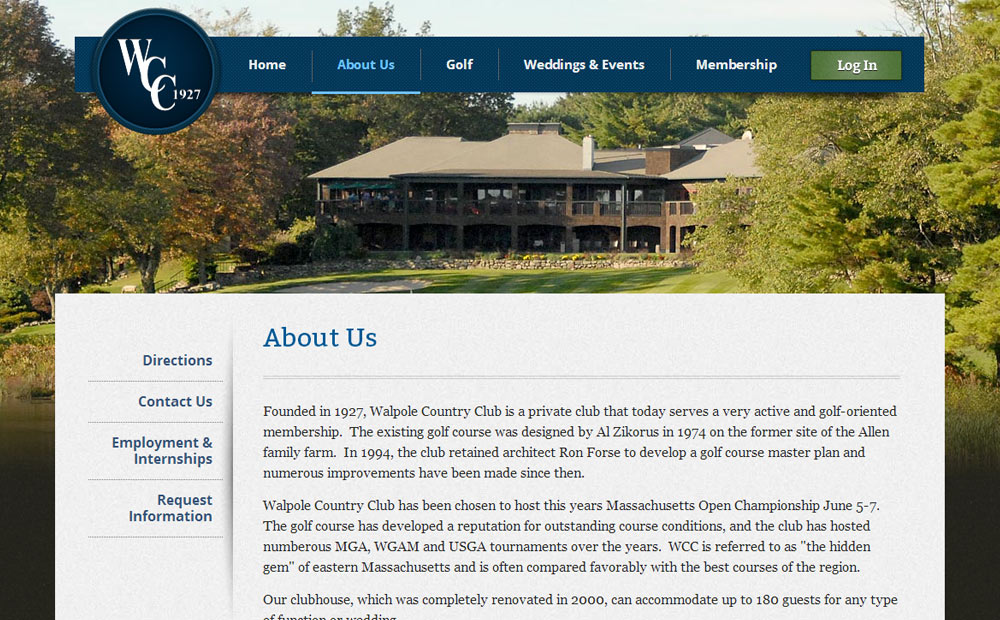 WCC 1927
Home
About Us
Golf
Weddings & Events
Membership
Log In
Directions
Contact Us
Employment &
Internships
Request
Information
About Us
Founded in 1927, Walpole Country Club is a private club that today serves a very active and golf-oriented
membership.  The existing golf course was designed by Al Zikorus in 1974 on the former site of the Allen
family farm.  In 1994, the club retained architect Ron Forse to develop a golf course master plan and
numerous improvements have been made since then.
Walpole Country Club has been chosen to host this years Massachusetts Open Championship June 5-7.
The golf course has developed a reputation for outstanding course conditions, and the club has hosted
numberous MGA, WGAM and USGA tournaments over the years.  WCC is referred to as "the hidden
gem" of eastern Massachusetts and is often compared favorably with the best courses of the region.
Our clubhouse, which was completely renovated in 2000, can accommodate up to 180 guests for any type
of function or wedding.